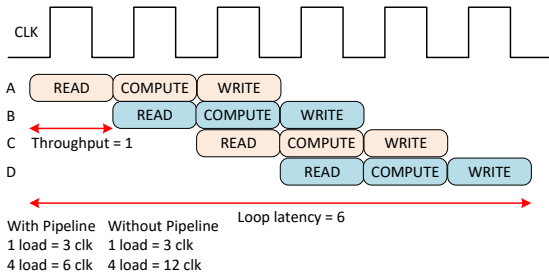 CLK
A READ COMPUTE WRITE
B READ COMPUTE WRITE
Throughput = 1
C READ COMPUTE WRITE
D READ COMPUTE WRITE
Loop latency = 6
With Pipeline Without Pipeline
1 load = 3 clk 1 load = 3 clk
4 load = 6 clk 4 load = 12 clk